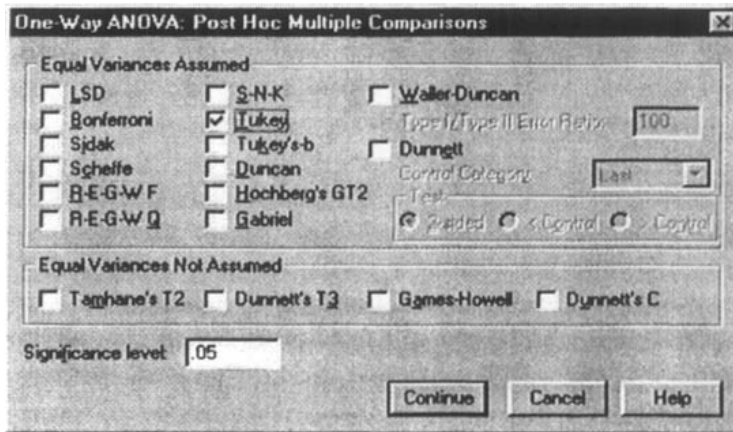 One-Way ANOVA: Post Hoc Multiple Comparisons
Equal Variances Assumed
LSD
Bonferroni
Sidak
Scheffe
R-E-G-W F
R-E-G-W Q
S-N-K
Tukey
Tukey's-b
Duncan
Hochberg's GT2
Gabriel
Waller-Duncan
Type I/Type II Error Ratio: 100
Dunnett
Control Category: Last
Test
2-sided < Control > Control
Equal Variances Not Assumed
Tamhane's T2 Dunnett's T3 Games-Howell Dunnett's C
Significance level: .05
Continue Cancel Help